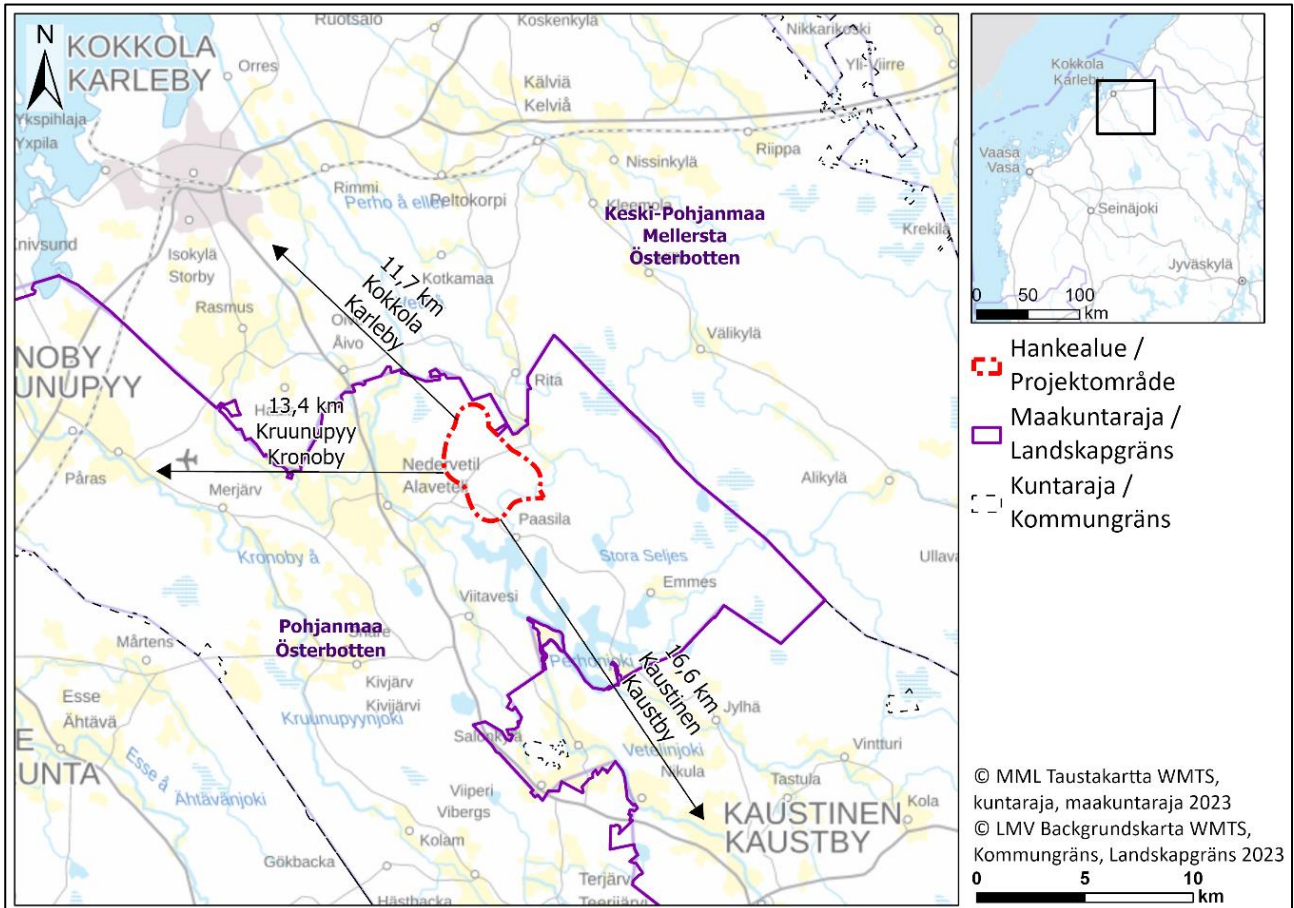 N
KOKKOLA
KARLEBY
Ykspihlaja
Yxpila
Ruotsalo
Koskenkylä
Orres
Kälviä
Kelviå
Nikkarikoski
Yli-Viirre
Rimmi
Perho å eller
Peltokorpi
Nissinkylä
Riippa
Kleemola
Keski-Pohjanmaa
Mellersta
Österbotten
Krekilä
Isokylä
Storby
Kotkamaa
Rasmus
11,7 km
Kokkola
Karleby
Åivo
Välikylä
Rita
13,4 km
Kruunupyy
Kronoby
Nedervetil
Alaveteli
Påras
Merjärv
Alikylä
Paasila
Kronoby å
Stora Seljes
Emmes
Viitavesi
Pohjanmaa
Österbotten
Mårtens
Perhonjoki
16,6 km
Kaustinen
Kaustby
Kivjärv
Kivijärvi
Kruunupyynjoki
Jylhä
Esse
Ähtävä
Vetelinjoki
Nikula
Vintturi
Tastula
Esse å
Ähtävänjoki
Viiperi
Vibergs
KAUSTINEN
KAUSTBY
Kola
Kolam
Gökbacka
Kokkola
Karleby
Vaasa
Vasa
Seinäjoki
Jyväskylä
0 50 100
km
Hankealue /
Projektområde
Maakuntaraja /
Landskapgräns
Kuntaraja /
Kommungräns
© MML Taustakartta WMTS,
kuntaraja, maakuntaraja 2023
© LMV Backgrundskarta WMTS,
Kommungräns, Landskapgräns 2023
0 5 10
km